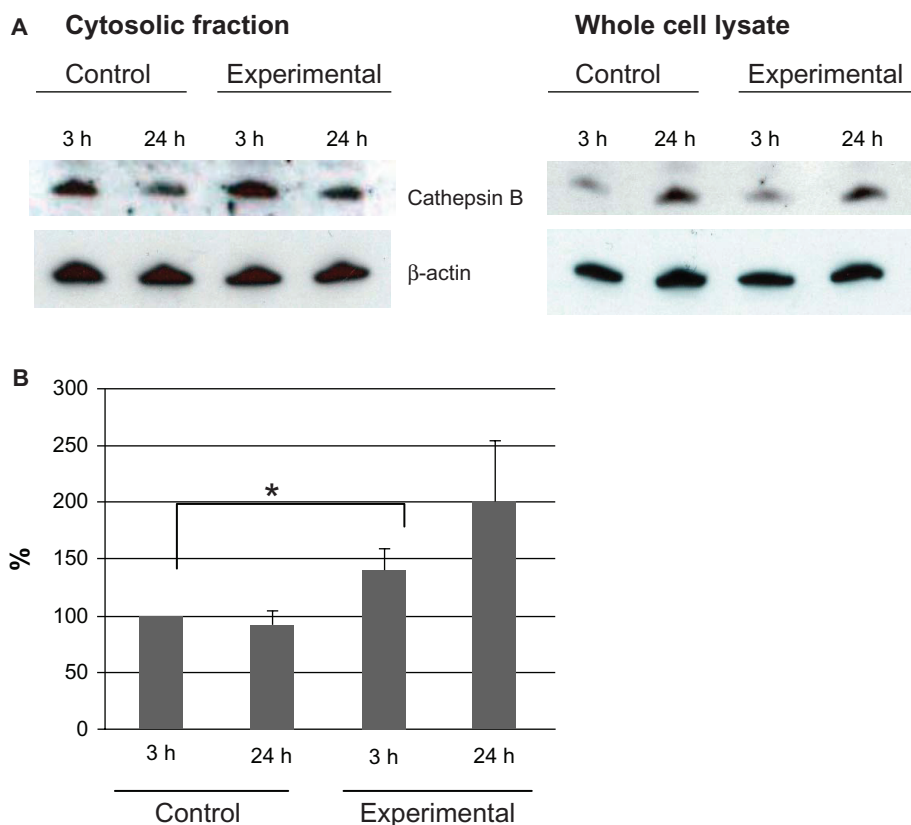 A Cytosolic fraction Whole cell lysate
Control Experimental Control Experimental
3 h 24 h 3 h 24 h 3 h 24 h 3 h 24 h
Cathepsin B
β-actin
B
300
250
200
150
100
50
0
%
*
3 h 24 h 3 h 24 h
Control Experimental